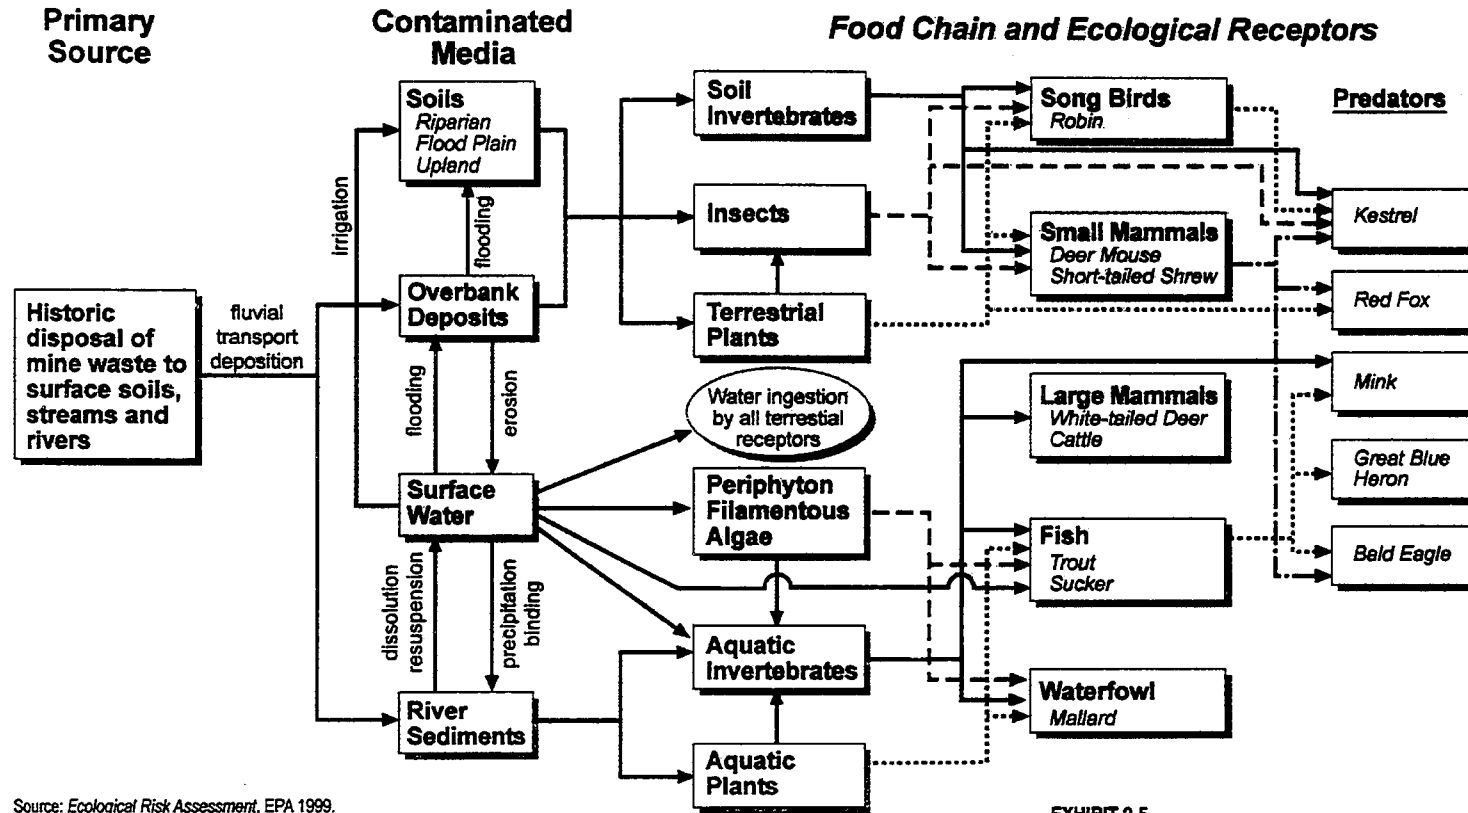 Primary
Source
Contaminated
Media
Food Chain and Ecological Receptors
Predators
Historic
disposal of
mine waste to
surface soils,
streams and
rivers
fluvial
transport
deposition
irrigation
Soils
Riparian
Flood Plain
Upland
flooding
Overbank
Deposits
flooding
erosion
Surface
Water
dissolution
resuspension
precipitation
binding
River
Sediments
Soil
Invertebrates
Insects
Terrestrial
Plants
Water ingestion
by all terrestial
receptors
Periphyton
Filamentous
Algae
Aquatic
Invertebrates
Aquatic
Plants
Song Birds
Robin
Small Mammals
Deer Mouse
Short-tailed Shrew
Large Mammals
White-tailed Deer
Cattle
Fish
Trout
Sucker
Waterfowl
Mallard
Kestrel
Red Fox
Mink
Great Blue
Heron
Bald Eagle
Source: Ecological Risk Assessment, EPA 1999.
EXHIBIT